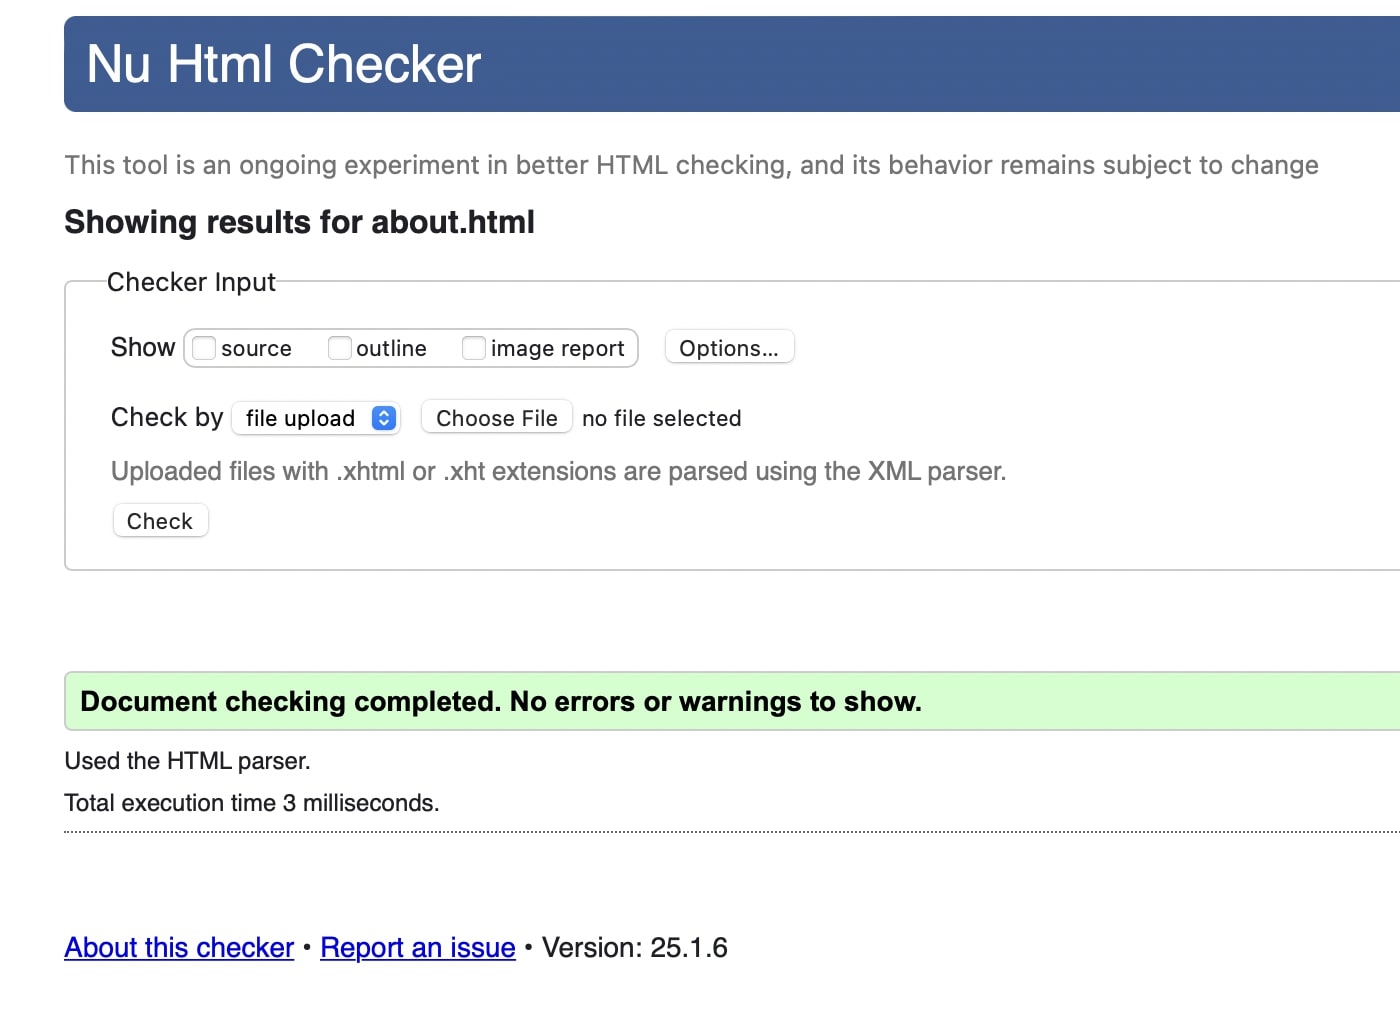 Nu Html Checker
This tool is an ongoing experiment in better HTML checking, and its behavior remains subject to change
Showing results for about.html
Checker Input
Show source outline image report Options...
Check by file upload Choose File no file selected
Uploaded files with .xhtml or .xht extensions are parsed using the XML parser.
Check
Document checking completed. No errors or warnings to show.
Used the HTML parser.
Total execution time 3 milliseconds.
About this checker • Report an issue • Version: 25.1.6